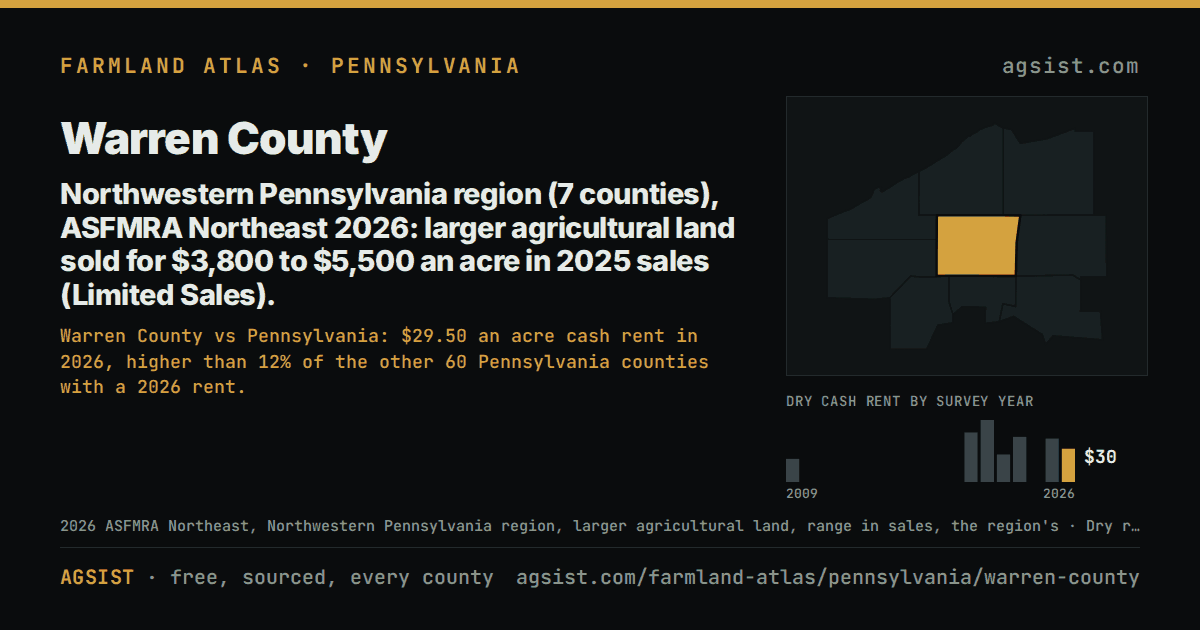 FARMLAND ATLAS · PENNSYLVANIA
agsist.com
Warren County
Northwestern Pennsylvania region (7 counties),
ASFMRA Northeast 2026: larger agricultural land
sold for $3,800 to $5,500 an acre in 2025 sales
(Limited Sales).
Warren County vs Pennsylvania: $29.50 an acre cash rent in
2026, higher than 12% of the other 60 Pennsylvania counties
with a 2026 rent.
DRY CASH RENT BY SURVEY YEAR
$30
2009
2026
2026 ASFMRA Northeast, Northwestern Pennsylvania region, larger agricultural land, range in sales, the region's · Dry r…
AGSIST · free, sourced, every county
agsist.com/farmland-atlas/pennsylvania/warren-county